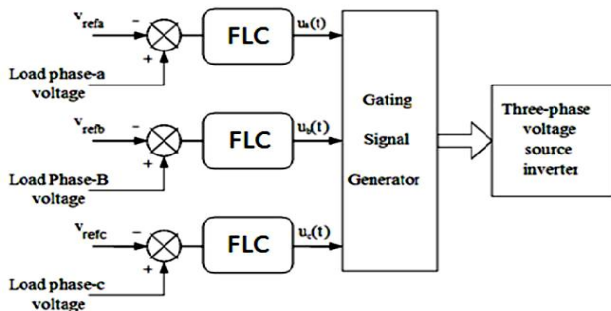 v_refa
−
FLC
u_a(t)
+
Load phase-a
voltage
v_refb
−
FLC
u_b(t)
+
Load Phase-B
voltage
v_refc
−
FLC
u_c(t)
+
Load phase-c
voltage
Gating
Signal
Generator
Three-phase
voltage
source
inverter